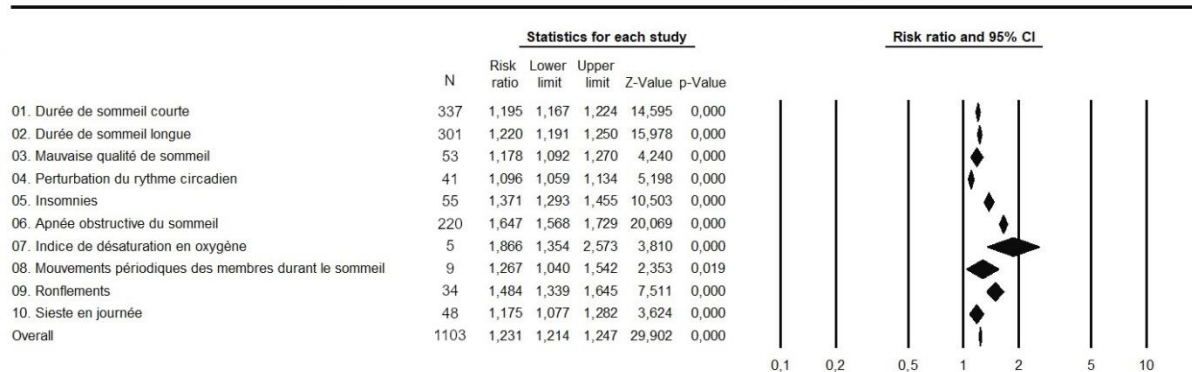 Statistics for each study Risk ratio and 95% CI
N Risk ratio Lower limit Upper limit Z-Value p-Value
01. Durée de sommeil courte 337 1,195 1,167 1,224 14,595 0,000
02. Durée de sommeil longue 301 1,220 1,191 1,250 15,978 0,000
03. Mauvaise qualité de sommeil 53 1,178 1,092 1,270 4,240 0,000
04. Perturbation du rythme circadien 41 1,096 1,059 1,134 5,198 0,000
05. Insomnies 55 1,371 1,293 1,455 10,503 0,000
06. Apnée obstructive du sommeil 220 1,647 1,568 1,729 20,069 0,000
07. Indice de désaturation en oxygène 5 1,866 1,354 2,573 3,810 0,000
08. Mouvements périodiques des membres durant le sommeil 9 1,267 1,040 1,542 2,353 0,019
09. Ronflements 34 1,484 1,339 1,645 7,511 0,000
10. Sieste en journée 48 1,175 1,077 1,282 3,624 0,000
Overall 1103 1,231 1,214 1,247 29,902 0,000
0,1 0,2 0,5 1 2 5 10